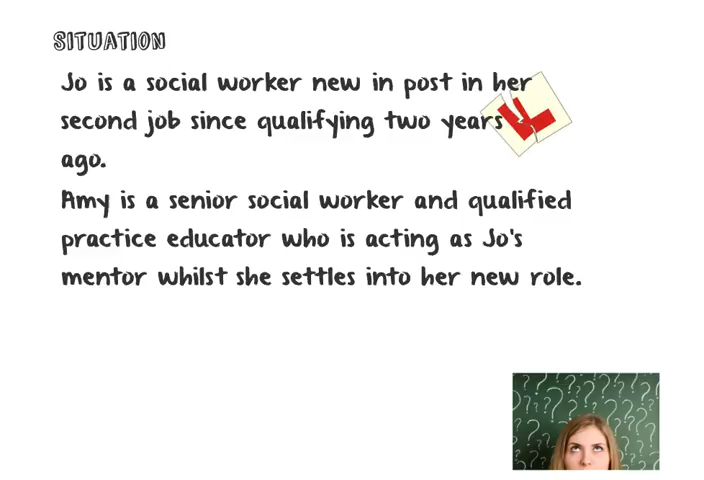 SITUATION
Jo is a social worker new in post in her
second job since qualifying two years
ago.
Amy is a senior social worker and qualified
practice educator who is acting as Jo's
mentor whilst she settles into her new role.